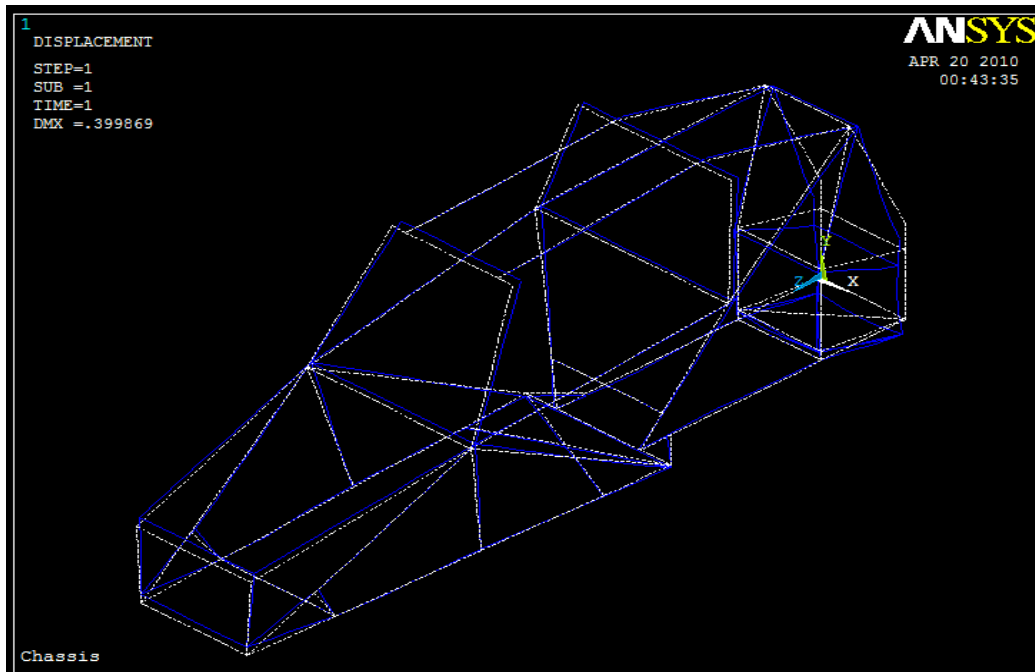 1
DISPLACEMENT
STEP=1
SUB =1
TIME=1
DMX =.399869
ANSYS
APR 20 2010
00:43:35
Y
Z
X
Chassis